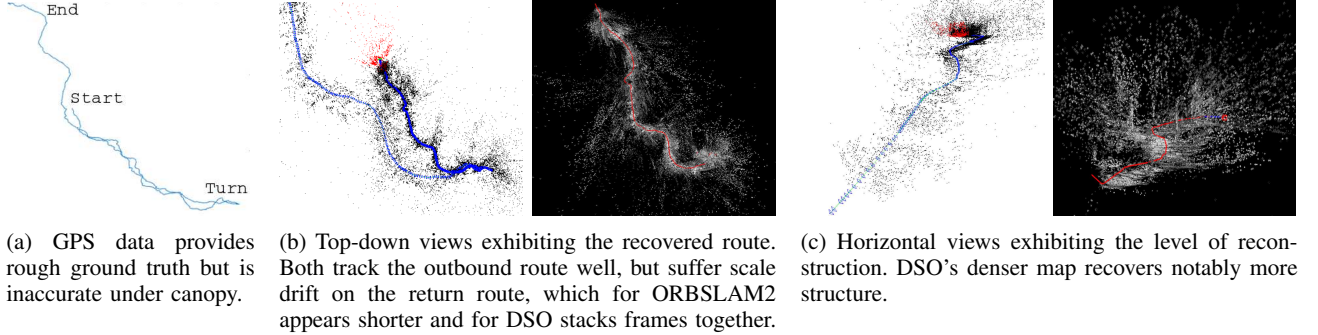 End
Start
Turn
(a) GPS data provides
rough ground truth but is
inaccurate under canopy.
(b) Top-down views exhibiting the recovered route.
Both track the outbound route well, but suffer scale
drift on the return route, which for ORBSLAM2
appears shorter and for DSO stacks frames together.
(c) Horizontal views exhibiting the level of recon-
struction. DSO's denser map recovers notably more
structure.